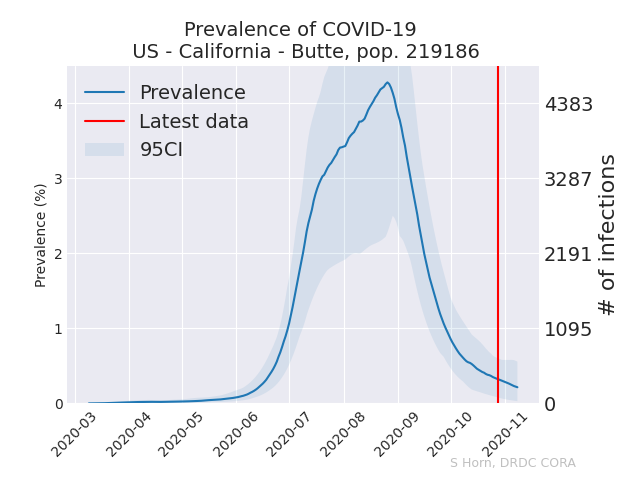 Prevalence of COVID-19
US - California - Butte, pop. 219186
Prevalence
Latest data
95CI
Prevalence (%)
4
3
2
1
0
4383
3287
2191
1095
0
# of infections
2020-03
2020-04
2020-05
2020-06
2020-07
2020-08
2020-09
2020-10
2020-11
S Horn, DRDC CORA